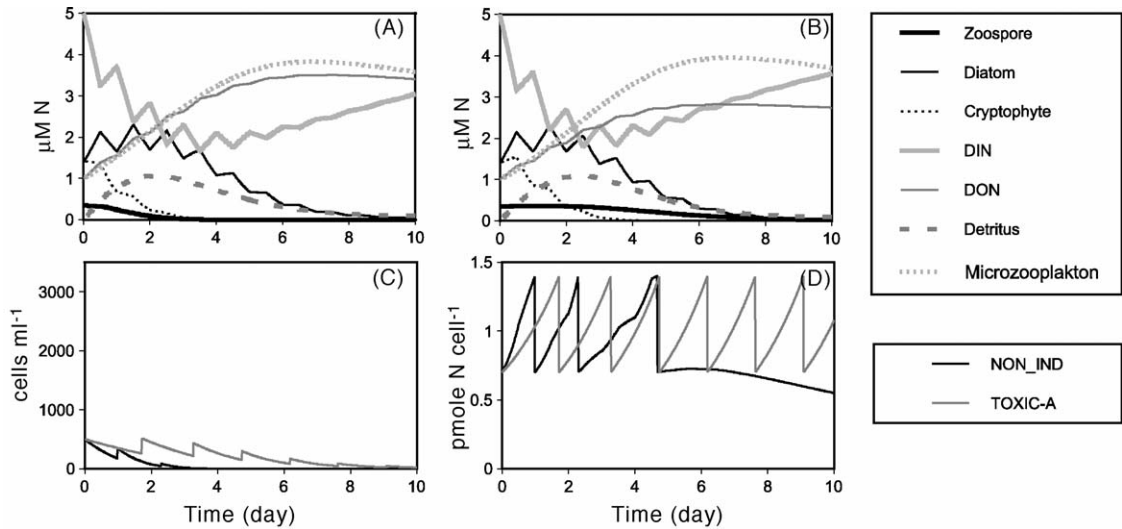 (A)
5
4
3
2
1
0
μM N
0 2 4 6 8 10
(B)
5
4
3
2
1
0
μM N
0 2 4 6 8 10
Zoospore
Diatom
Cryptophyte
DIN
DON
Detritus
Microzooplakton
(C)
3000
2000
1000
0
cells ml⁻¹
0 2 4 6 8 10
Time (day)
(D)
1.5
1
0.5
0
pmole N cell⁻¹
0 2 4 6 8 10
Time (day)
NON_IND
TOXIC-A